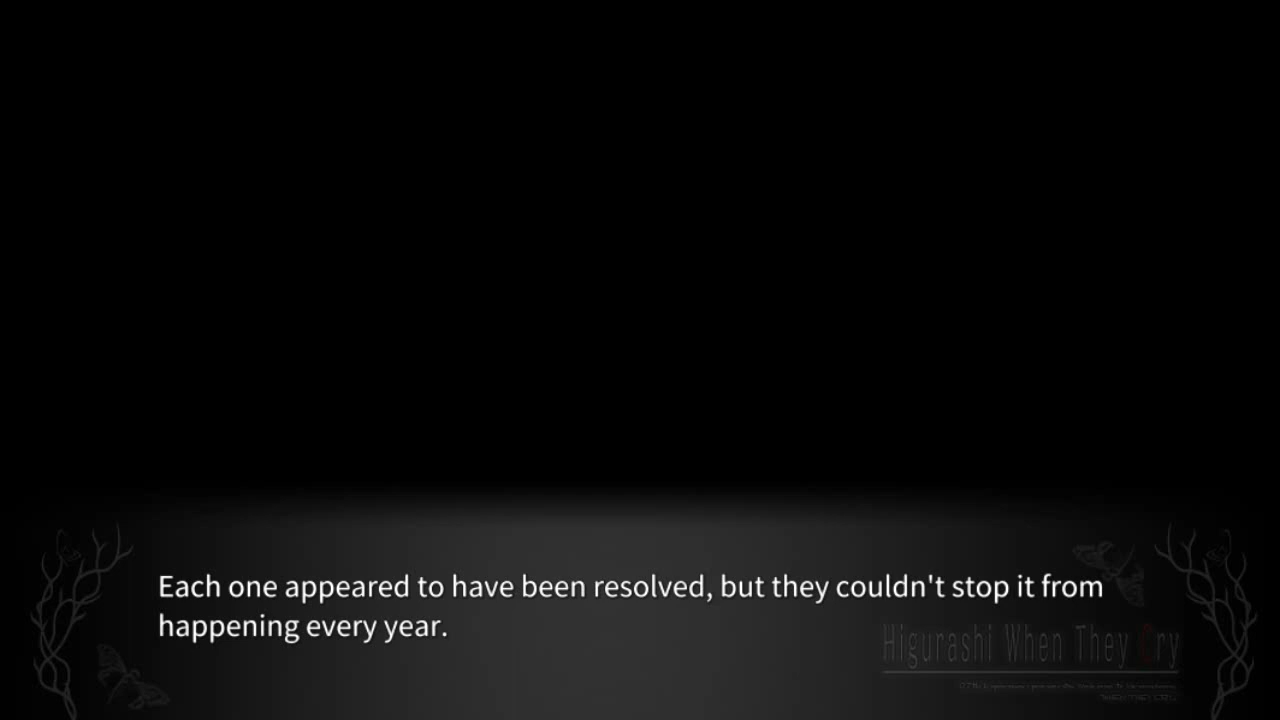 Each one appeared to have been resolved, but they couldn't stop it from
happening every year.
Higurashi When They Cry